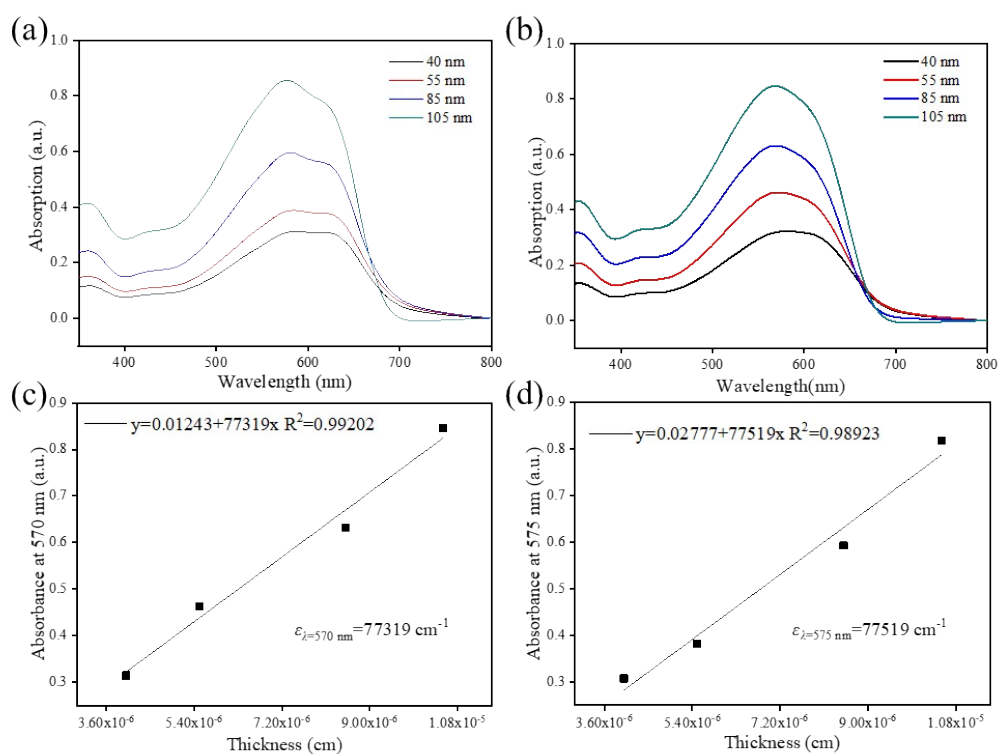 (a)
1.0
0.8
0.6
0.4
0.2
0.0
Absorption (a.u.)
40 nm
55 nm
85 nm
105 nm
400
500
600
700
800
Wavelength (nm)
(b)
1.0
0.8
0.6
0.4
0.2
0.0
Absorption (a.u.)
40 nm
55 nm
85 nm
105 nm
400
500
600
700
800
Wavelength(nm)
(c)
0.9
0.8
0.7
0.6
0.5
0.4
0.3
Absorbance at 570 nm (a.u.)
y=0.01243+77319x R²=0.99202
ε_λ=570 nm=77319 cm⁻¹
3.60x10⁻⁶
5.40x10⁻⁶
7.20x10⁻⁶
9.00x10⁻⁶
1.08x10⁻⁵
Thickness (cm)
(d)
0.9
0.8
0.7
0.6
0.5
0.4
0.3
Absorbance at 575 nm (a.u.)
y=0.02777+77519x R²=0.98923
ε_λ=575 nm=77519 cm⁻¹
3.60x10⁻⁶
5.40x10⁻⁶
7.20x10⁻⁶
9.00x10⁻⁶
1.08x10⁻⁵
Thickness (cm)